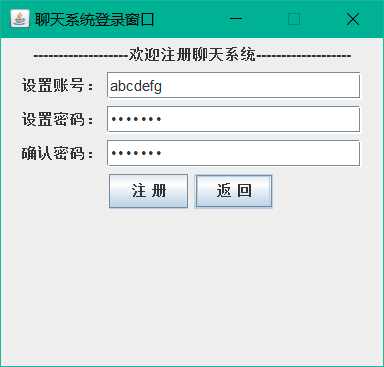 聊天系统登录窗口
-------------------欢迎注册聊天系统-------------------
设置账号： abcdefg
设置密码： •••••••
确认密码： •••••••
注 册 返 回